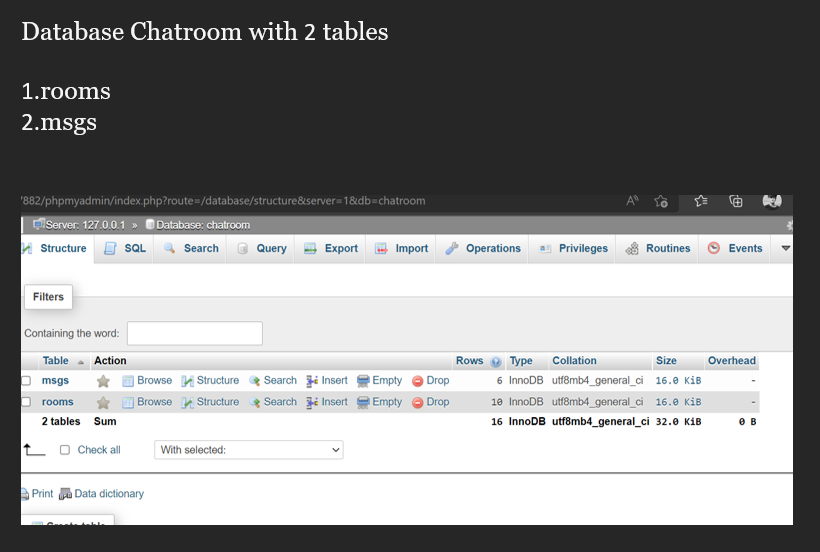 Database Chatroom with 2 tables
1.rooms
2.msgs
'882/phpmyadmin/index.php?route=/database/structure&server=1&db=chatroom
Server: 127.0.0.1 » Database: chatroom
Structure SQL Search Query Export Import Operations Privileges Routines Events
Filters
Containing the word:
Table Action Rows Type Collation Size Overhead
msgs Browse Structure Search Insert Empty Drop 6 InnoDB utf8mb4_general_ci 16.0 KiB -
rooms Browse Structure Search Insert Empty Drop 10 InnoDB utf8mb4_general_ci 16.0 KiB -
2 tables Sum 16 InnoDB utf8mb4_general_ci 32.0 KiB 0 B
Check all With selected:
Print Data dictionary
Create table